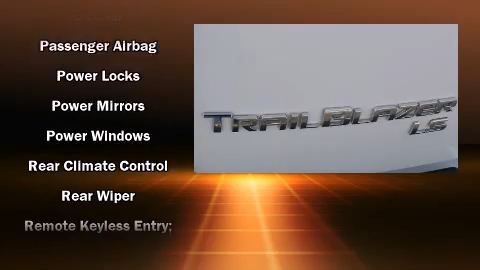 Passenger Airbag
Power Locks
Power Mirrors
Power Windows
Rear Climate Control
Rear Wiper
Remote Keyless Entry;
TRAILBLAZER
LS